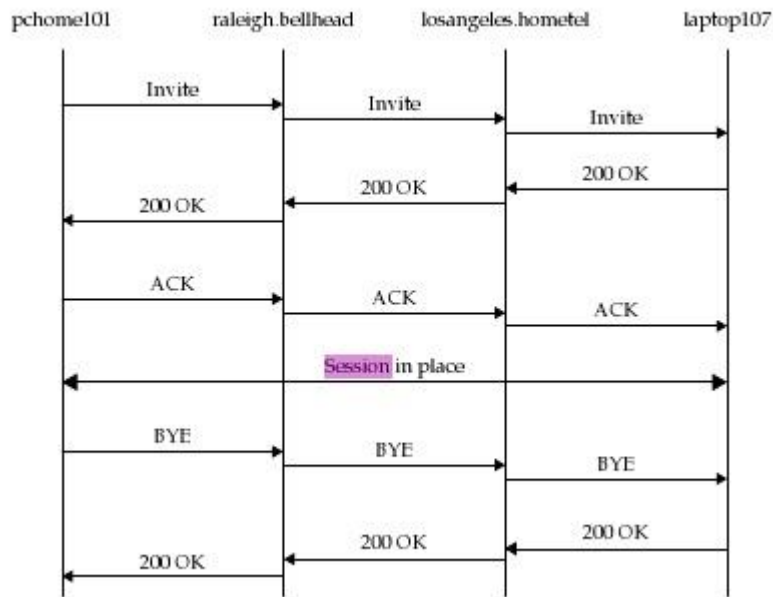 pchome101 raleigh.bellhead losangeles.hometel laptop107
Invite
Invite
Invite
200 OK
200 OK
200 OK
ACK
ACK
ACK
Session in place
BYE
BYE
BYE
200 OK
200 OK
200 OK